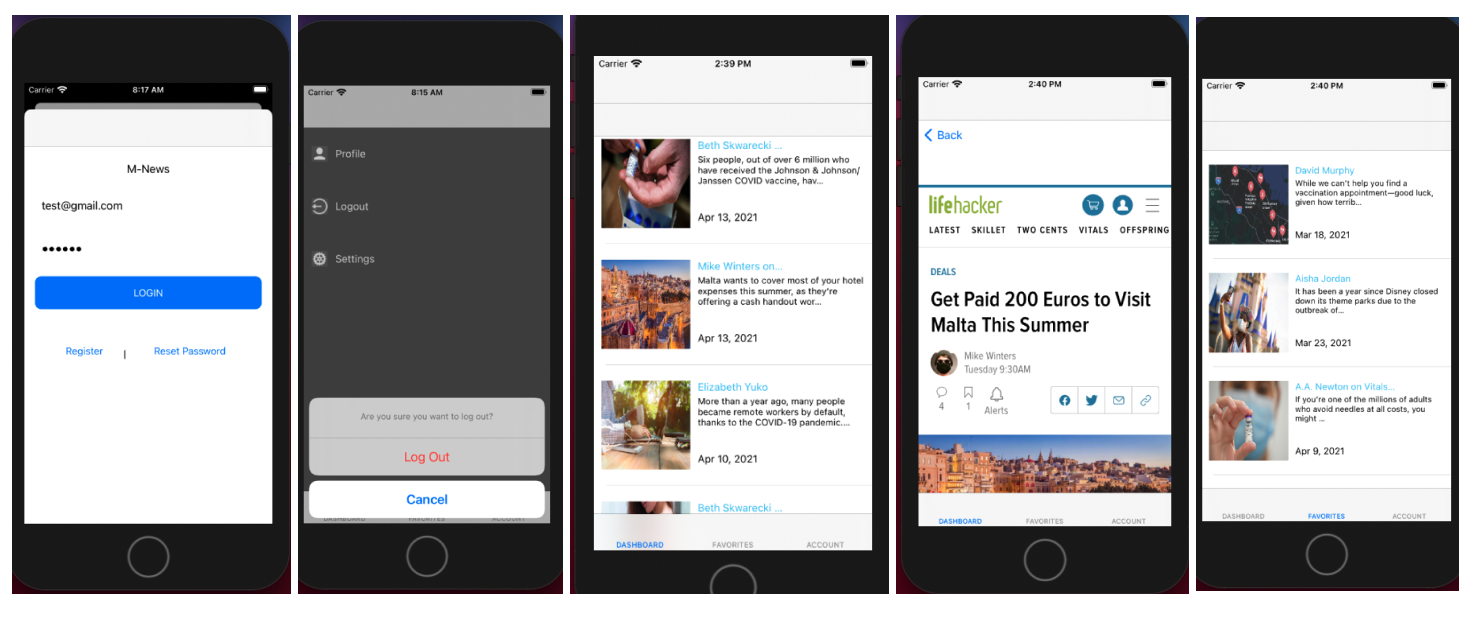 Carrier 8:17 AM
M-News
test@gmail.com
••••••
LOGIN
Register | Reset Password
Carrier 8:15 AM
Profile
Logout
Settings
Are you sure you want to log out?
Log Out
Cancel
DASHBOARD FAVORITES ACCOUNT
Carrier 2:39 PM
Beth Skwarecki ...
Six people, out of over 6 million who
have received the Johnson & Johnson/
Janssen COVID vaccine, hav...
Apr 13, 2021
Mike Winters on...
Malta wants to cover most of your hotel
expenses this summer, as they're
offering a cash handout wor...
Apr 13, 2021
Elizabeth Yuko
More than a year ago, many people
became remote workers by default,
thanks to the COVID-19 pandemic....
Apr 10, 2021
Beth Skwarecki ...
DASHBOARD FAVORITES ACCOUNT
Carrier 2:40 PM
Back
lifehacker
LATEST SKILLET TWO CENTS VITALS OFFSPRING
DEALS
Get Paid 200 Euros to Visit
Malta This Summer
Mike Winters
Tuesday 9:30AM
4 1 Alerts
DASHBOARD FAVORITES ACCOUNT
Carrier 2:40 PM
David Murphy
While we can't help you find a
vaccination appointment—good luck,
given how terrib...
Mar 18, 2021
Aisha Jordan
It has been a year since Disney closed
down its theme parks due to the
outbreak of...
Mar 23, 2021
A.A. Newton on Vitals...
If you're one of the millions of adults
who avoid needles at all costs, you
might ...
Apr 9, 2021
DASHBOARD FAVORITES ACCOUNT